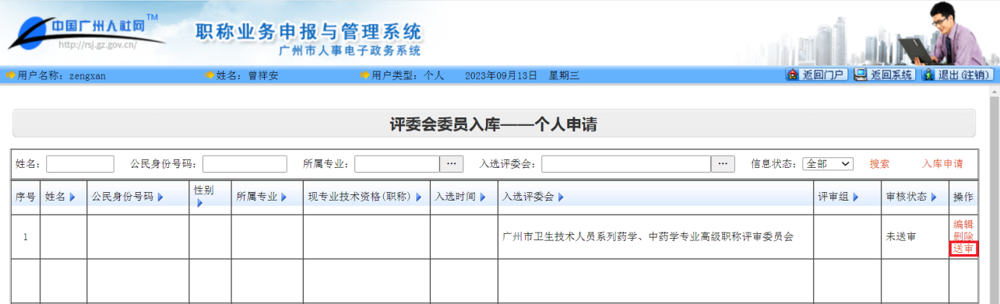 中国广州人社网 TM
http://rsj.gz.gov.cn/
职称业务申报与管理系统
广州市人事电子政务系统
用户名称：zengxan 姓名：曾祥安 用户类型：个人 2023年09月13日 星期三 返回门户 返回系统 退出(注销)
评委会委员入库——个人申请
姓名： 公民身份号码： 所属专业： ... 入选评委会： ... 信息状态： 全部 搜索 入库申请
序号 姓名 公民身份号码 性别 所属专业 现专业技术资格(职称) 入选时间 入选评委会 评审组 审核状态 操作
1 广州市卫生技术人员系列药学、中药学专业高级职称评审委员会 未送审 编辑
删除
送审